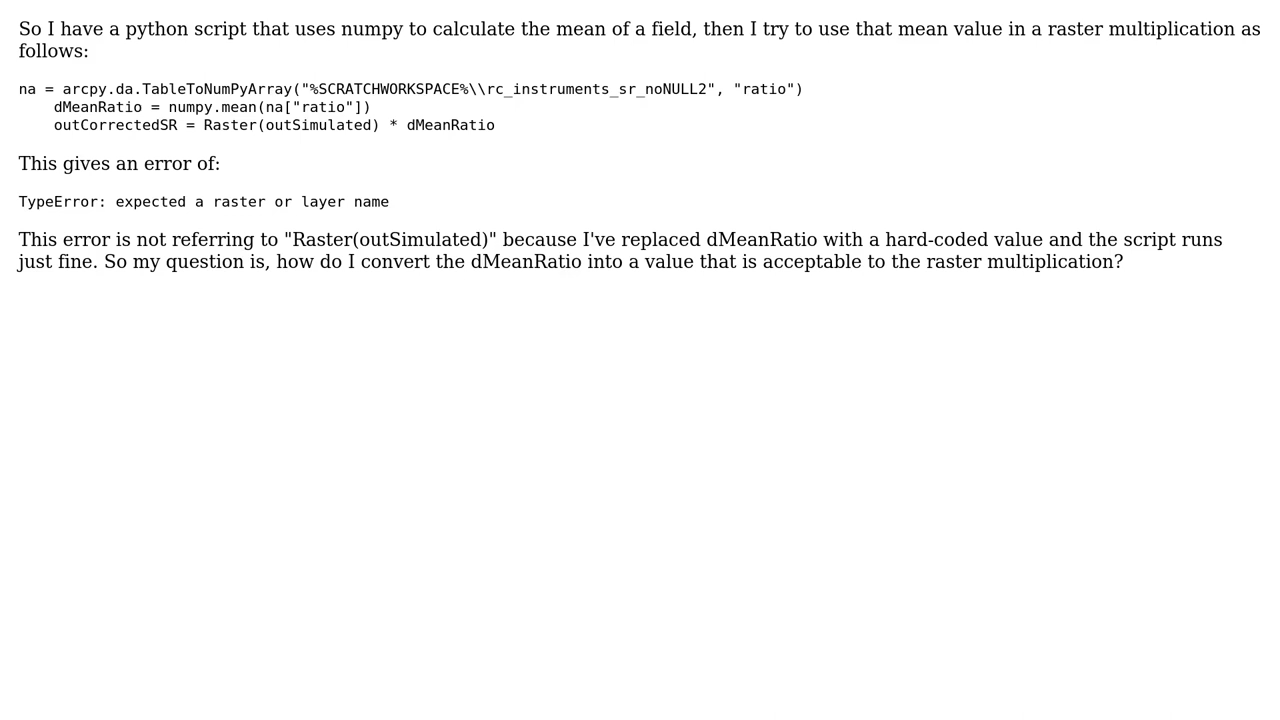 So I have a python script that uses numpy to calculate the mean of a field, then I try to use that mean value in a raster multiplication as
follows:
na = arcpy.da.TableToNumPyArray("%SCRATCHWORKSPACE%\\rc_instruments_sr_noNULL2", "ratio")
    dMeanRatio = numpy.mean(na["ratio"])
    outCorrectedSR = Raster(outSimulated) * dMeanRatio
This gives an error of:
TypeError: expected a raster or layer name
This error is not referring to "Raster(outSimulated)" because I've replaced dMeanRatio with a hard-coded value and the script runs
just fine. So my question is, how do I convert the dMeanRatio into a value that is acceptable to the raster multiplication?